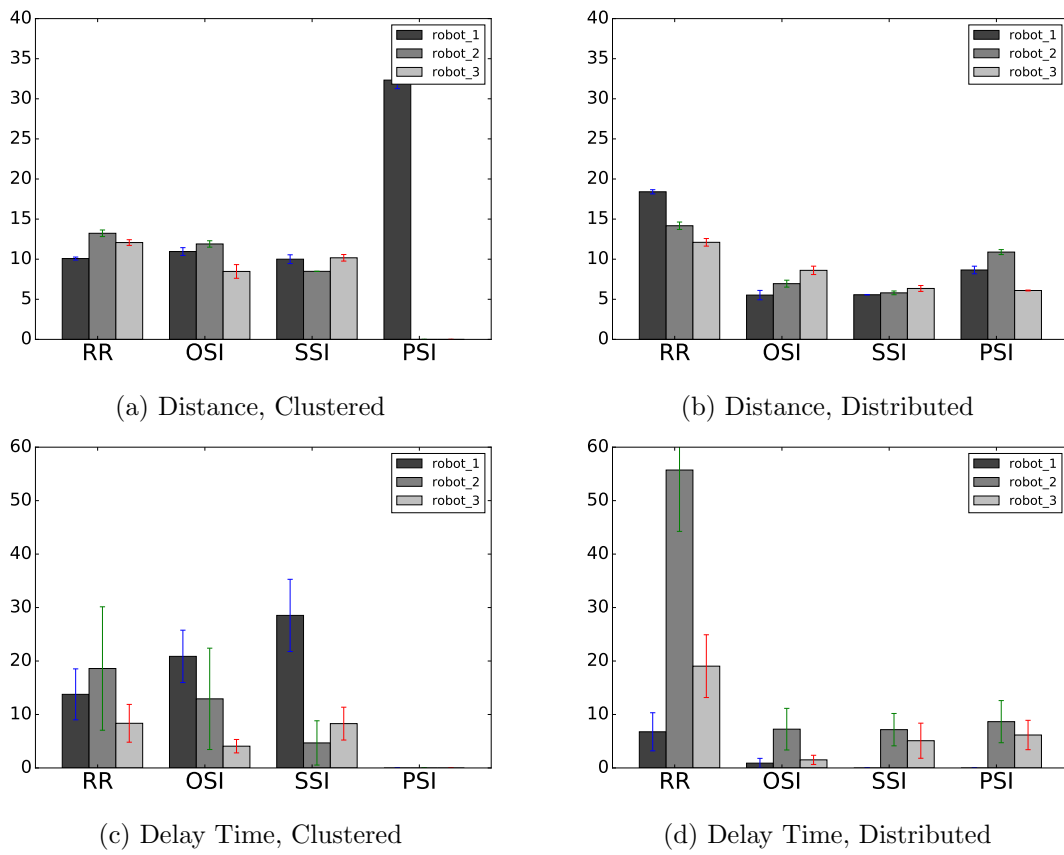 40
35
30
25
20
15
10
5
0
robot_1
robot_2
robot_3
RR OSI SSI PSI
(a) Distance, Clustered
40
35
30
25
20
15
10
5
0
robot_1
robot_2
robot_3
RR OSI SSI PSI
(b) Distance, Distributed
60
50
40
30
20
10
0
robot_1
robot_2
robot_3
RR OSI SSI PSI
(c) Delay Time, Clustered
60
50
40
30
20
10
0
robot_1
robot_2
robot_3
RR OSI SSI PSI
(d) Delay Time, Distributed